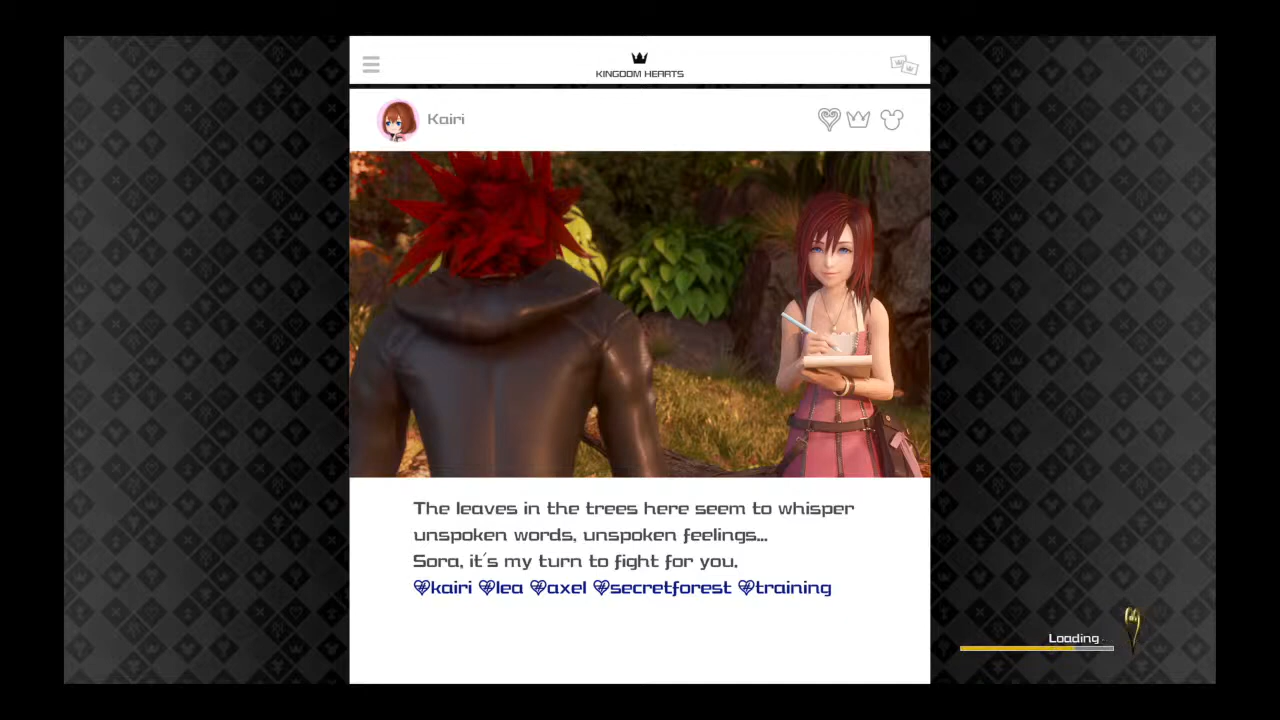 KINGDOM HEARTS
Kairi
The leaves in the trees here seem to whisper
unspoken words, unspoken feelings...
Sora, it's my turn to fight for you.
#kairi #lea #axel #secretforest #training
Loading